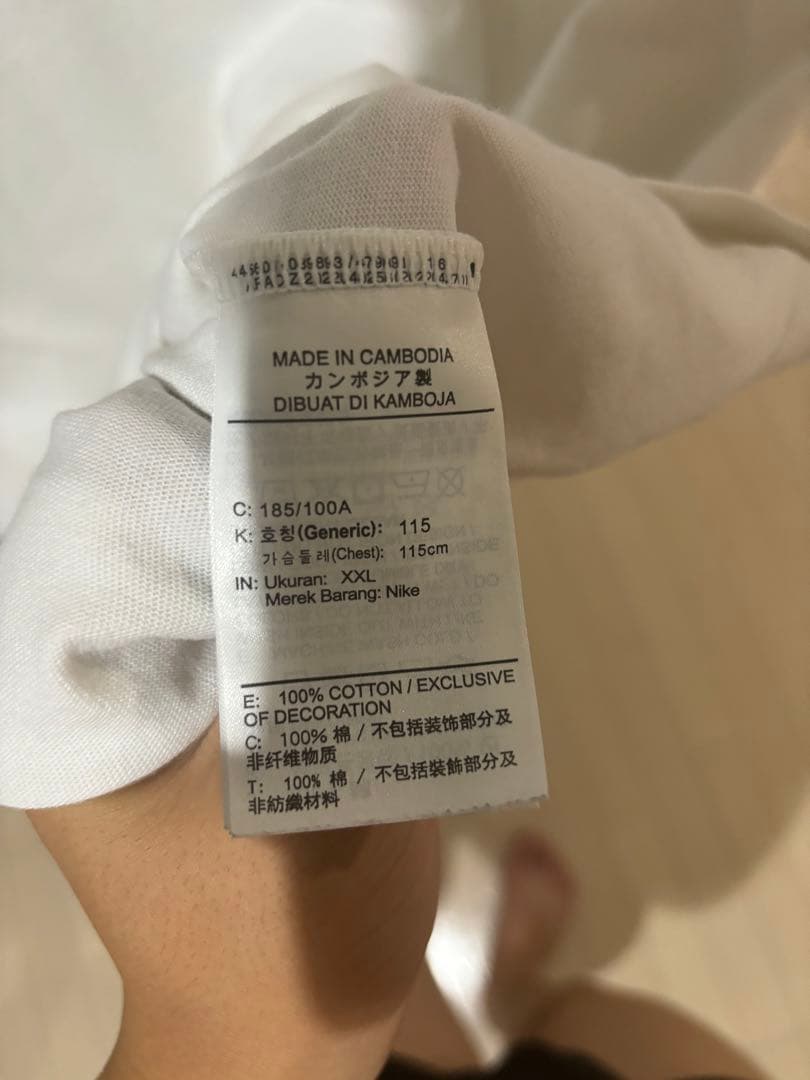 MADE IN CAMBODIA
カンボジア製
DIBUAT DI KAMBOJA
C: 185/100A
K: 호칭(Generic): 115
가슴둘레(Chest): 115cm
IN: Ukuran: XXL
Merek Barang: Nike
E: 100% COTTON / EXCLUSIVE
OF DECORATION
C: 100% 棉 / 不包括装饰部分及
非纤维物质
T: 100% 棉 / 不包括裝飾部分及
非紡織材料